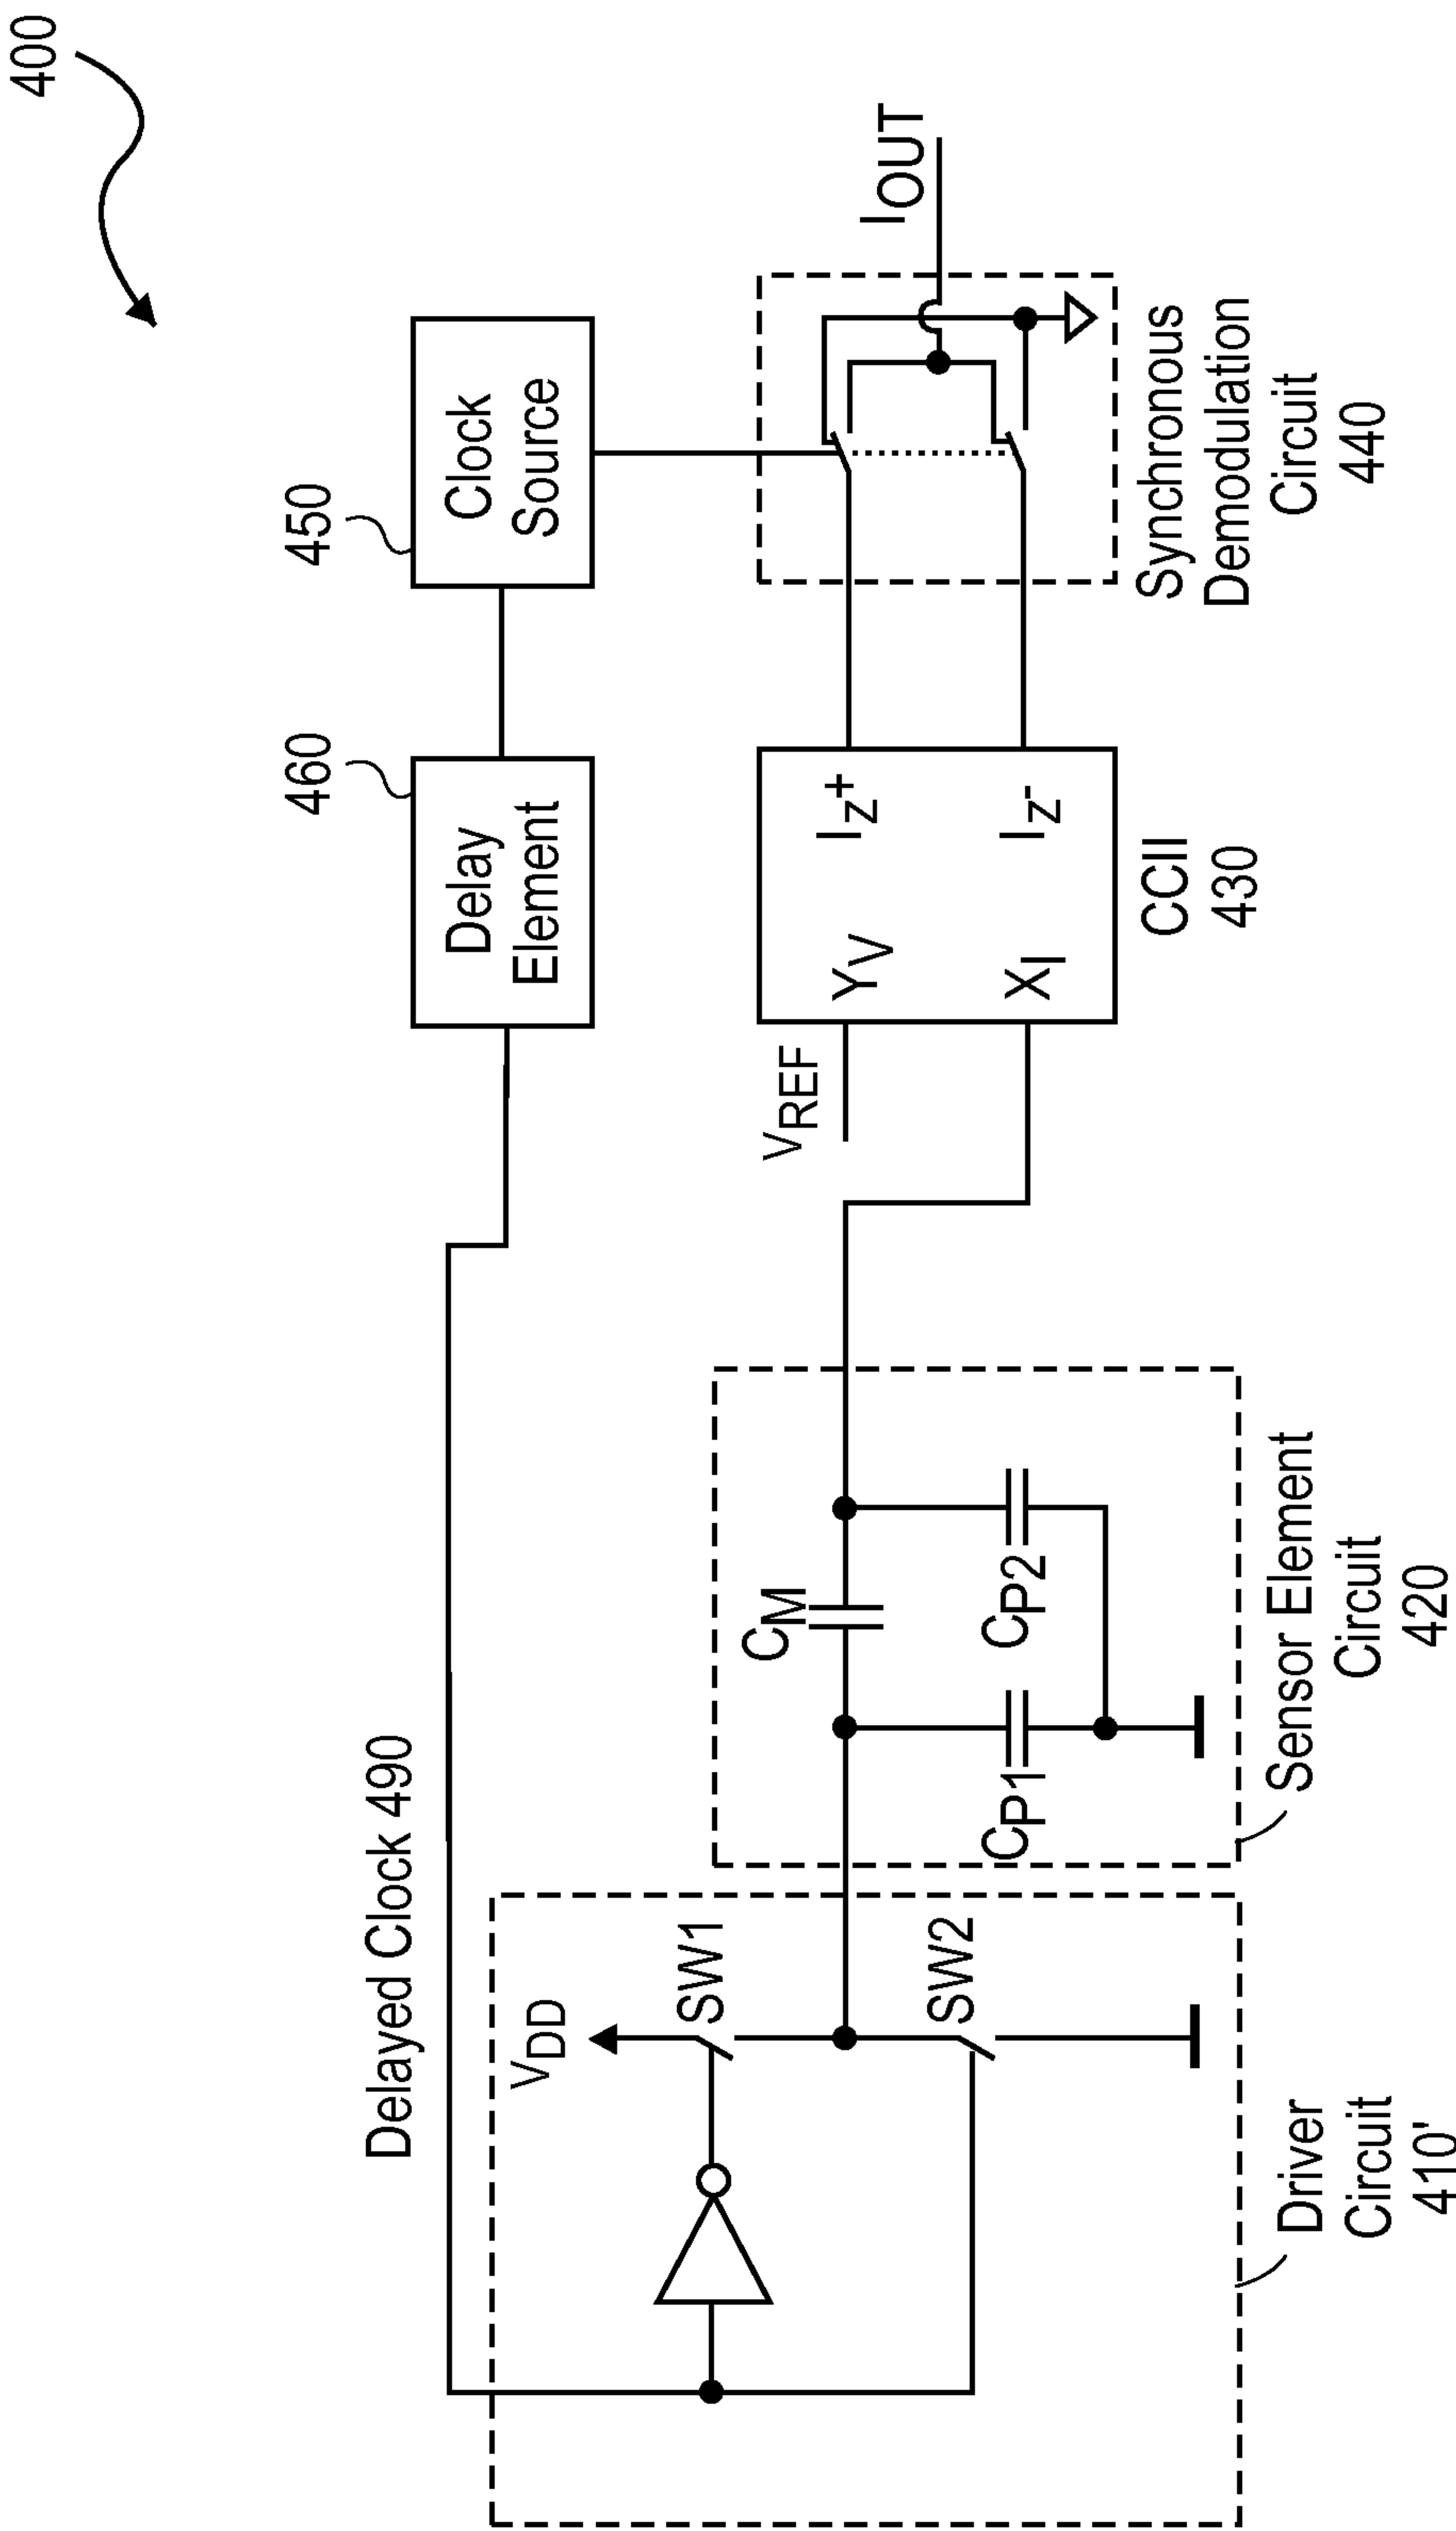 400
450
Clock
Source
460
Delay
Element
Delayed Clock 490
VDD
SW1
SW2
Driver
Circuit
410'
CM
CP1
CP2
Sensor Element
Circuit
420
VREF
YV
XI
IZ+
IZ-
CCII
430
IOUT
Synchronous
Demodulation
Circuit
440